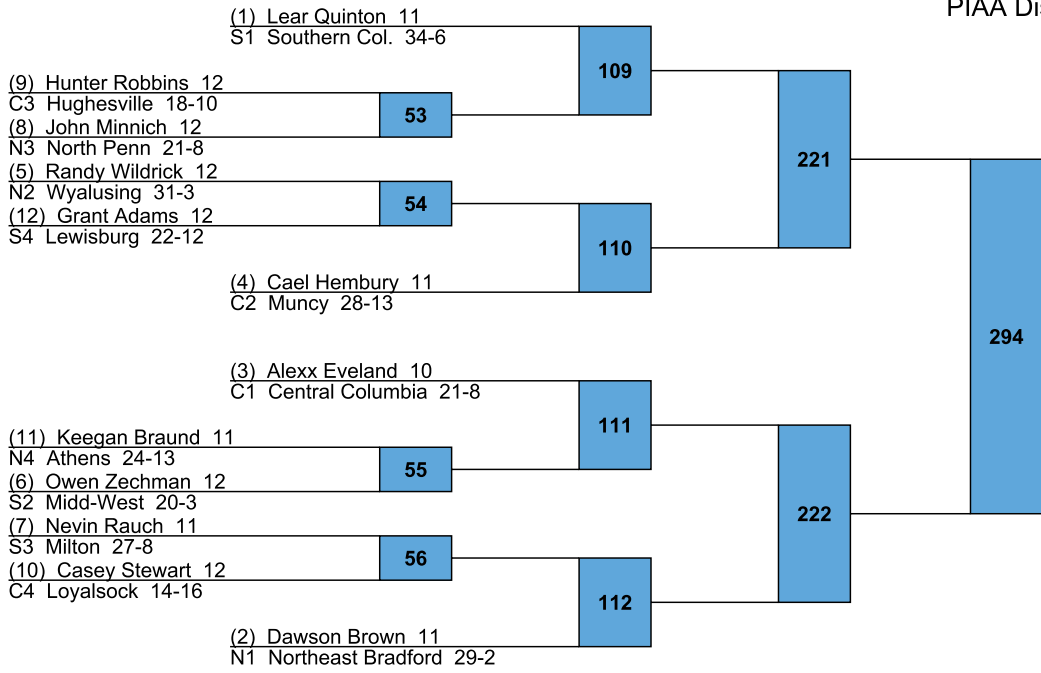 PIAA Dis
(1) Lear Quinton 11
S1 Southern Col. 34-6
109
(9) Hunter Robbins 12
C3 Hughesville 18-10
53
(8) John Minnich 12
N3 North Penn 21-8
221
(5) Randy Wildrick 12
N2 Wyalusing 31-3
54
(12) Grant Adams 12
S4 Lewisburg 22-12
110
(4) Cael Hembury 11
C2 Muncy 28-13
294
(3) Alexx Eveland 10
C1 Central Columbia 21-8
111
(11) Keegan Braund 11
N4 Athens 24-13
55
(6) Owen Zechman 12
S2 Midd-West 20-3
222
(7) Nevin Rauch 11
S3 Milton 27-8
56
(10) Casey Stewart 12
C4 Loyalsock 14-16
112
(2) Dawson Brown 11
N1 Northeast Bradford 29-2